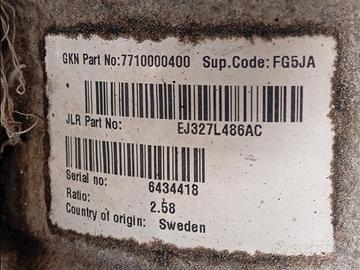 GKN Part No:7710000400 Sup.Code: FG5JA
JLR Part No: EJ327L486AC
Serial no: 6434418
Ratio: 2.58
Country of origin: Sweden
subito